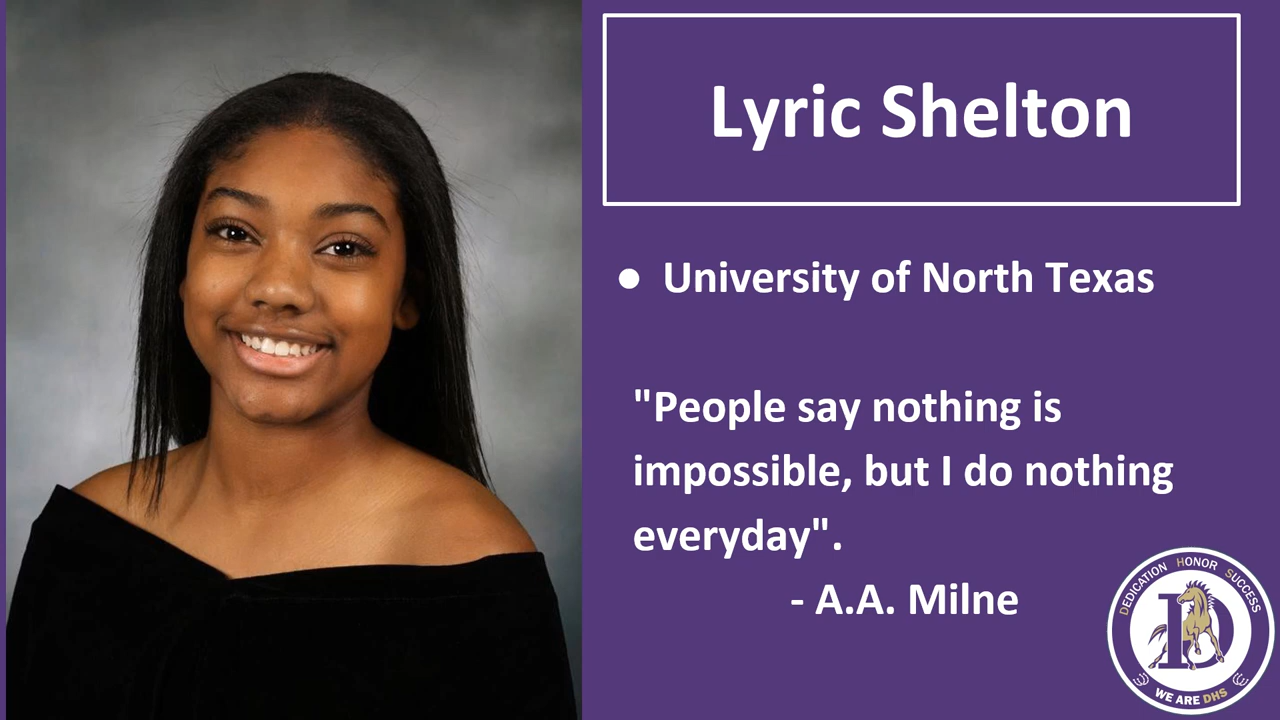 Lyric Shelton
● University of North Texas
"People say nothing is
impossible, but I do nothing
everyday".
- A.A. Milne
DEDICATION HONOR SUCCESS
D
WE ARE DHS